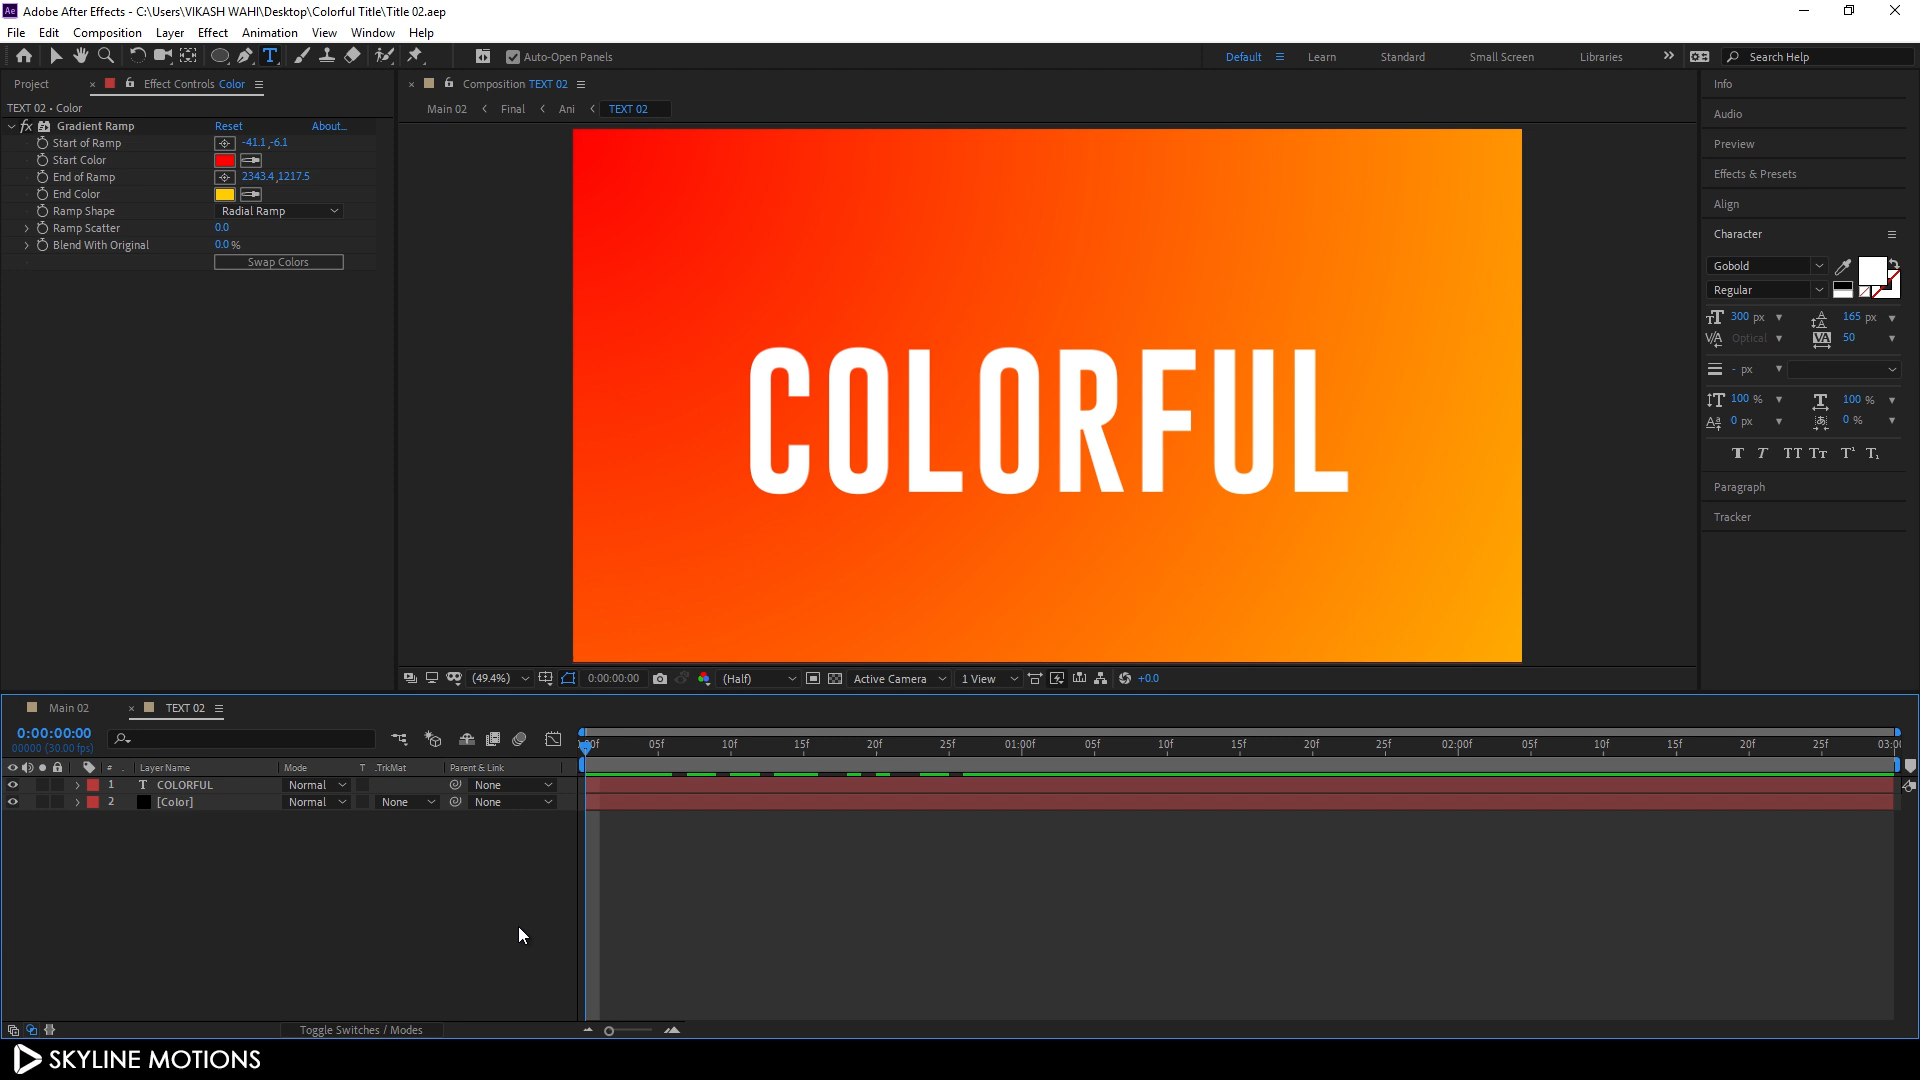 Ae Adobe After Effects - C:\Users\VIKASH WAHI\Desktop\Colorful Title\Title 02.aep
File Edit Composition Layer Effect Animation View Window Help
Auto-Open Panels
Default Learn Standard Small Screen Libraries Search Help
Project Effect Controls Color
TEXT 02 • Color
fx Gradient Ramp Reset About...
Start of Ramp -41.1,-6.1
Start Color
End of Ramp 2343.4,1217.5
End Color
Ramp Shape Radial Ramp
Ramp Scatter 0.0
Blend With Original 0.0 %
Swap Colors
Composition TEXT 02
Main 02 Final Ani TEXT 02
COLORFUL
(49.4%) 0:00:00:00 (Half) Active Camera 1 View +0.0
Info
Audio
Preview
Effects & Presets
Align
Character
Gobold
Regular
300 px 165 px
Optical 50
- px
100 % 100 %
0 px 0 %
T T TT Tt T¹ T₁
Paragraph
Tracker
Main 02 TEXT 02
0:00:00:00
00000 (30.00 fps)
:00f 05f 10f 15f 20f 25f 01:00f 05f 10f 15f 20f 25f 02:00f 05f 10f 15f 20f 25f 03:00
# Layer Name Mode T .TrkMat Parent & Link
1 T COLORFUL Normal None
2 [Color] Normal None None
Toggle Switches / Modes
SKYLINE MOTIONS